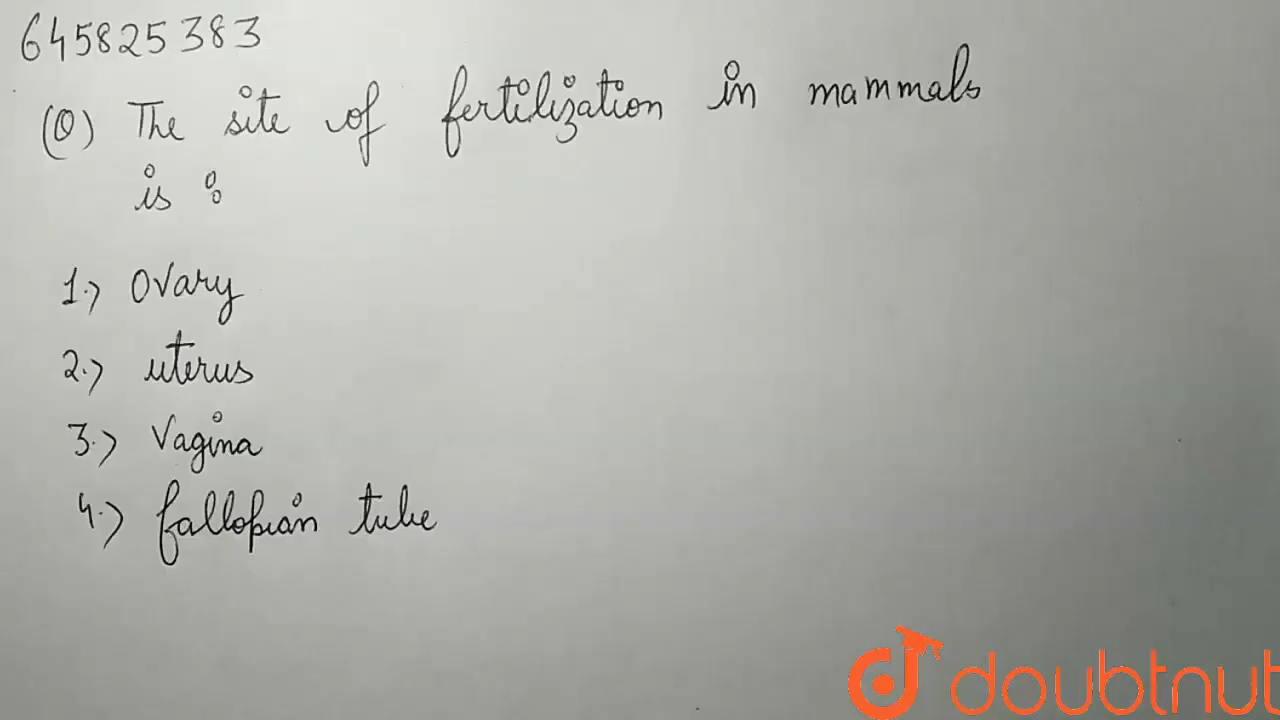 645825383
(Q) The site of fertilization in mammals
is :
1.) Ovary
2.) uterus
3.) Vagina
4.) fallopian tube
doubtnut